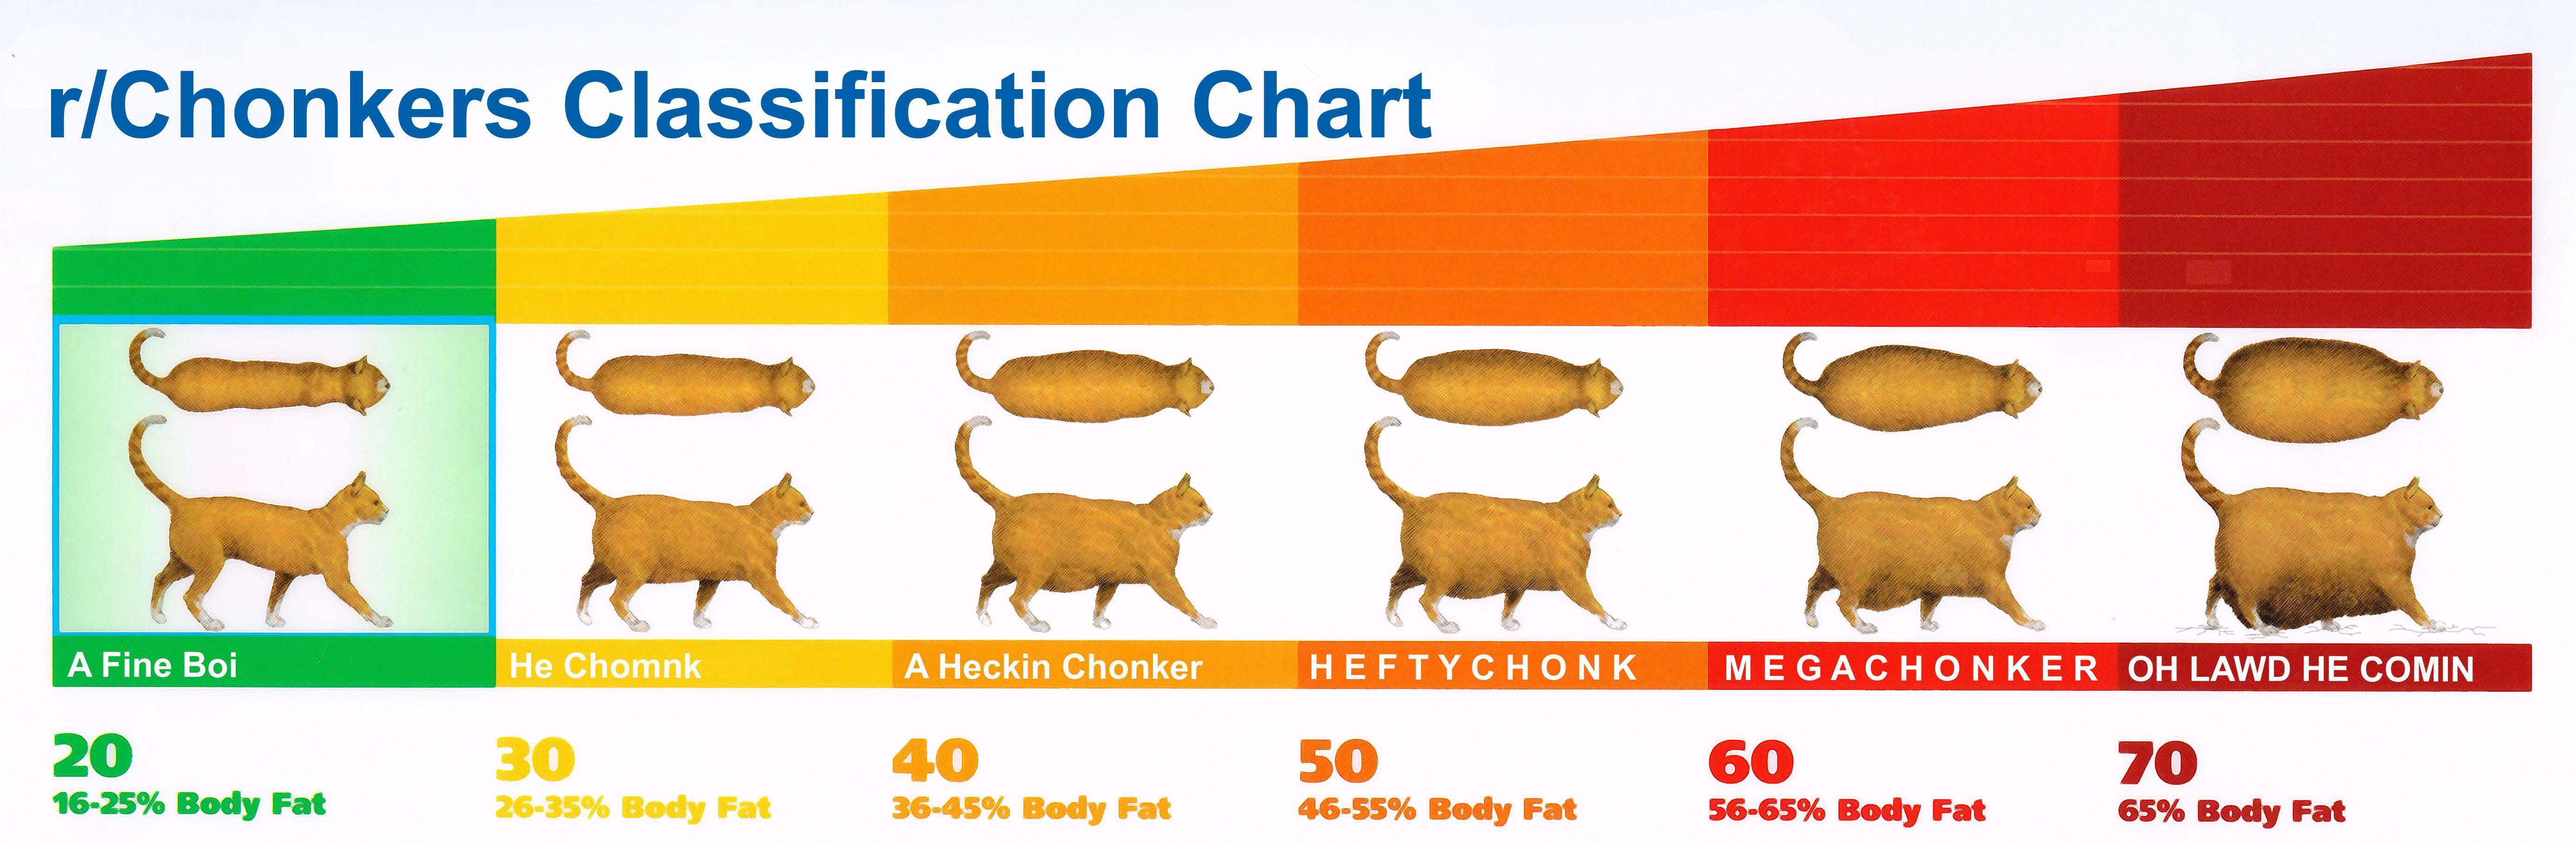 r/Chonkers Classification Chart
A Fine Boi
He Chomnk
A Heckin Chonker
HEFTYCHONK
MEGACHONKER
OH LAWD HE COMIN
20
16-25% Body Fat
30
26-35% Body Fat
40
36-45% Body Fat
50
46-55% Body Fat
60
56-65% Body Fat
70
65% Body Fat